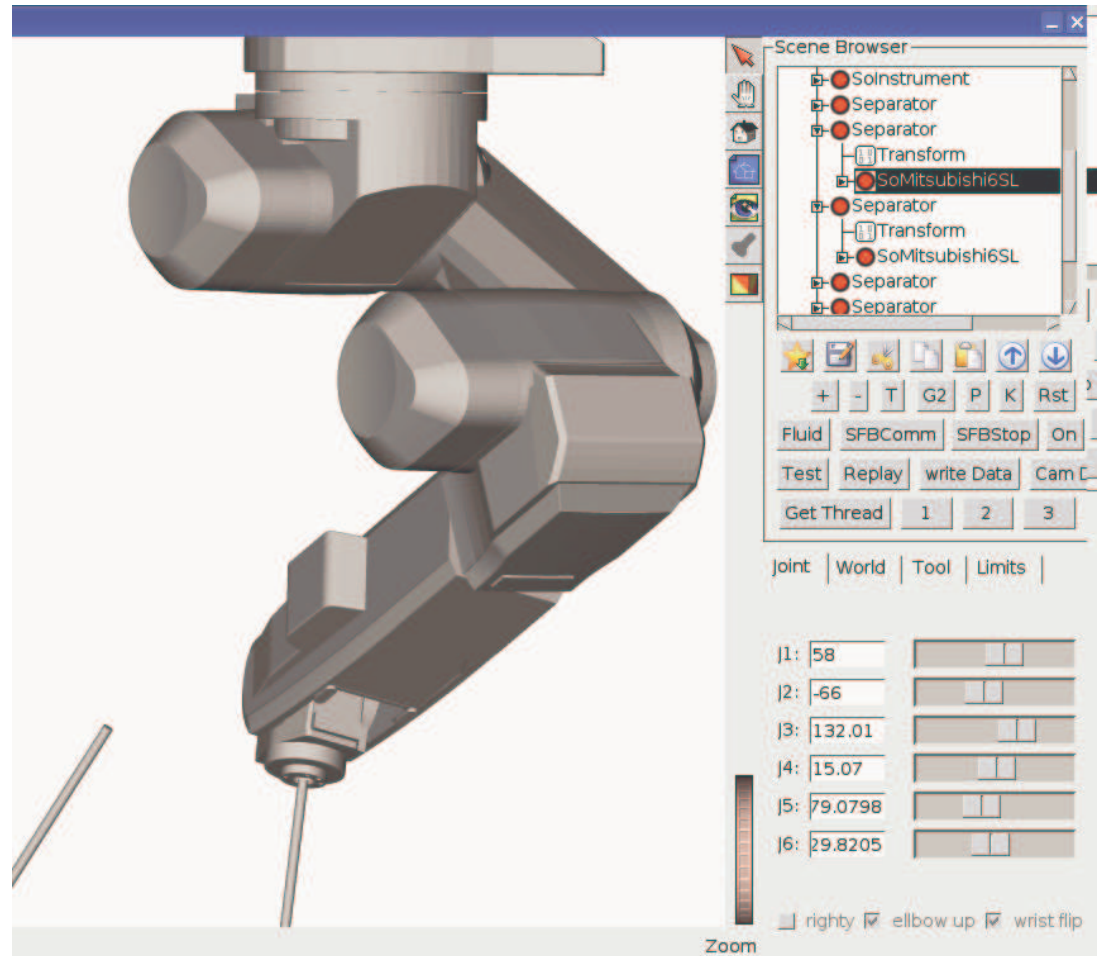 Scene Browser
SoInstrument
Separator
Separator
Transform
SoMitsubishi6SL
Separator
Transform
SoMitsubishi6SL
Separator
Separator
+ - T G2 P K Rst
Fluid SFBComm SFBStop On
Test Replay write Data Cam
Get Thread 1 2 3
Joint World Tool Limits
J1: 58
J2: -66
J3: 132.01
J4: 15.07
J5: 79.0798
J6: 29.8205
righty ellbow up wrist flip
Zoom